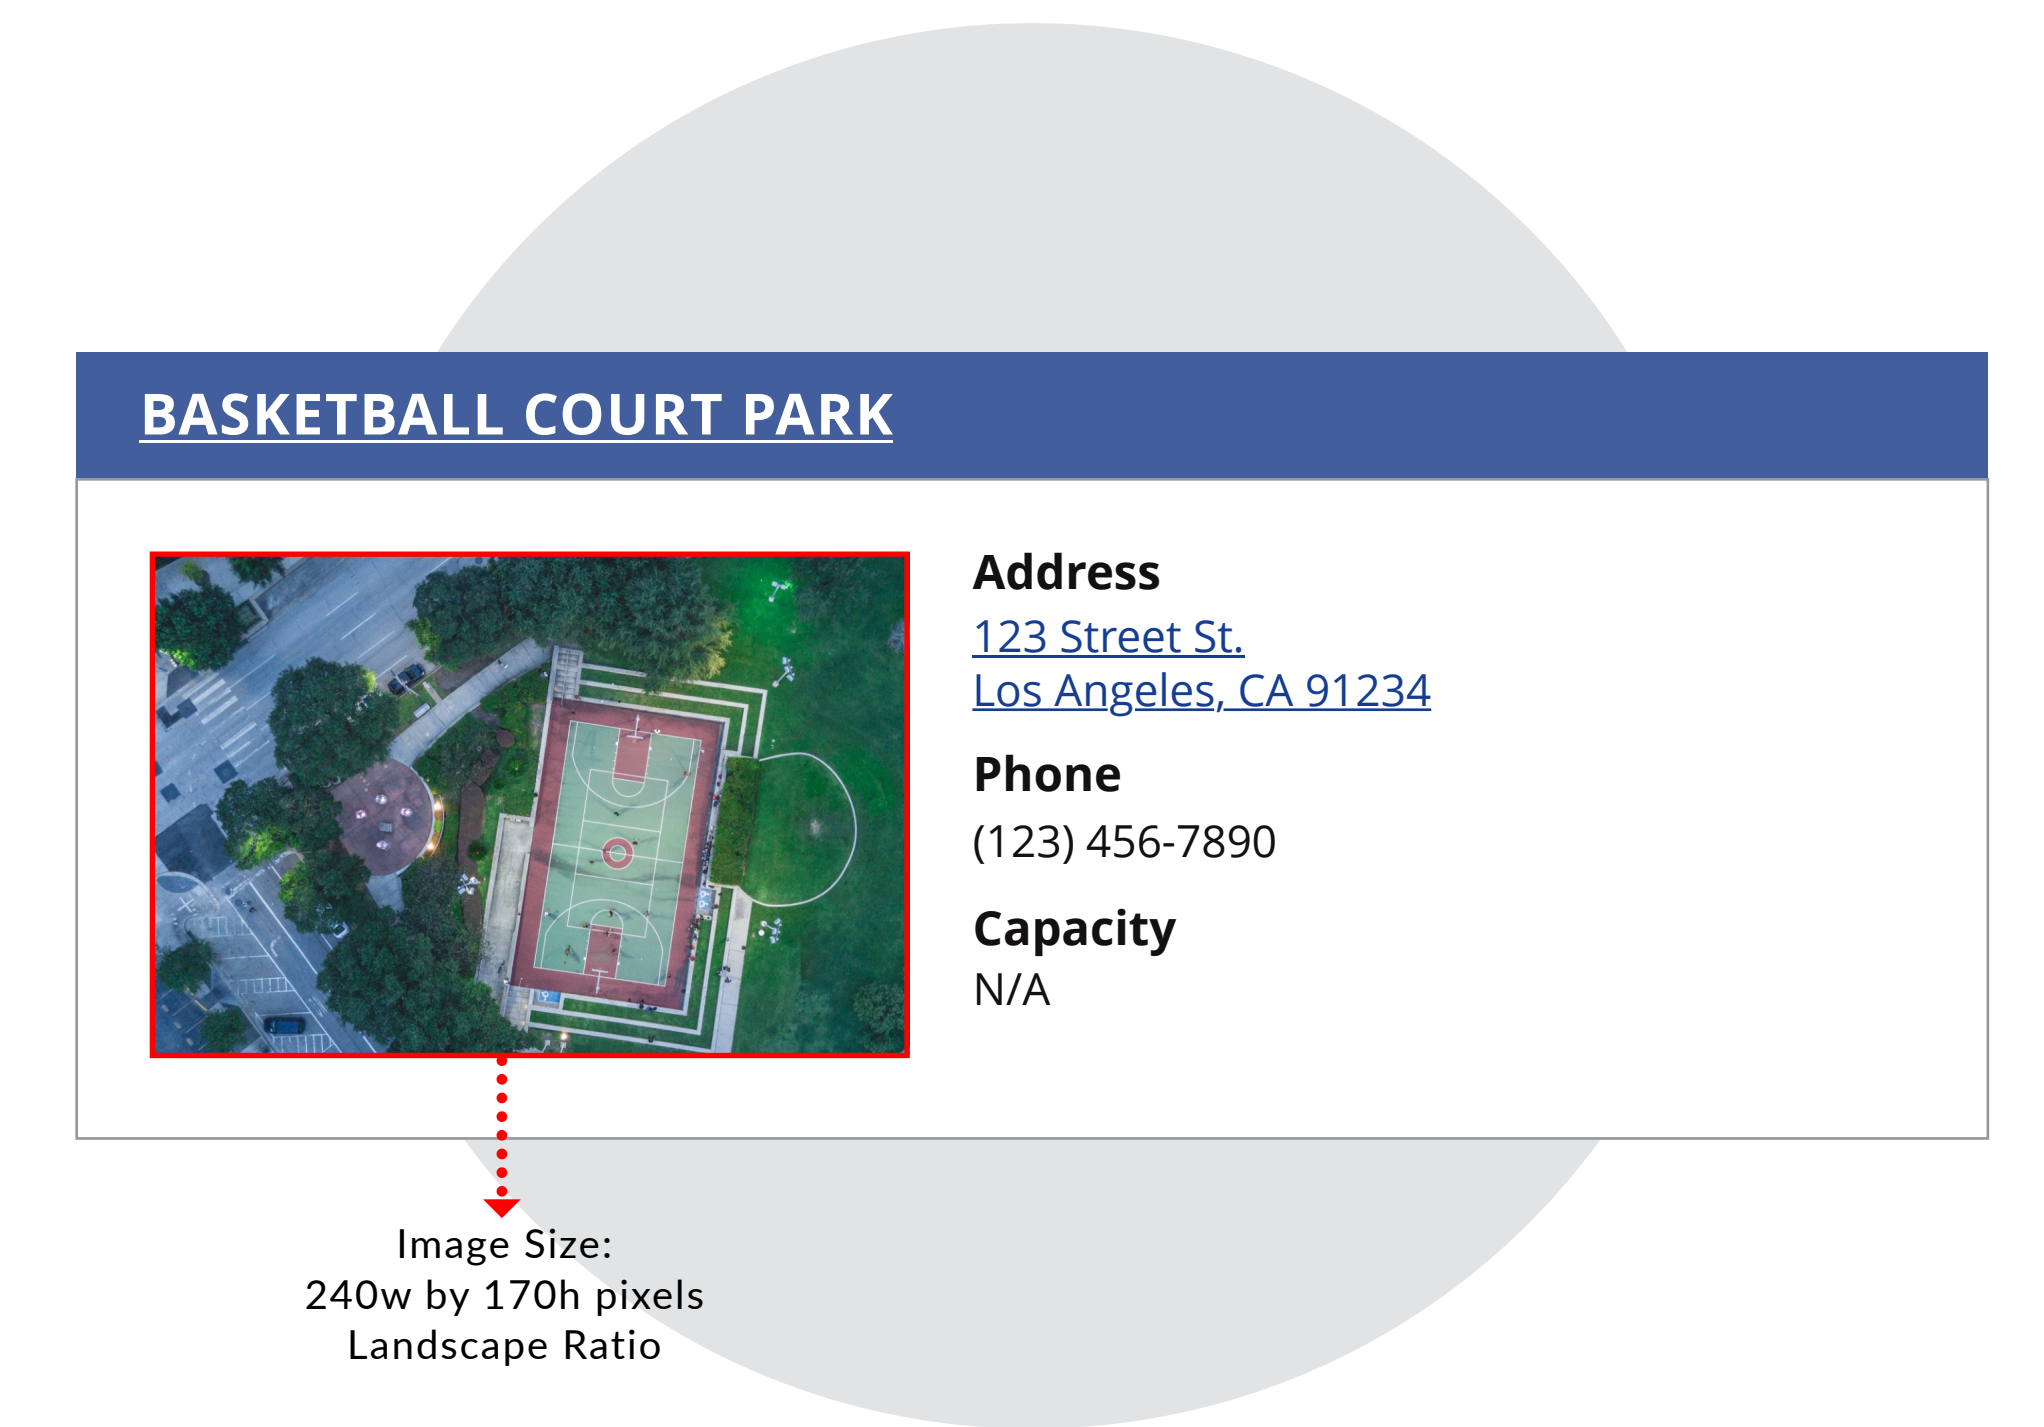 BASKETBALL COURT PARK
Address
123 Street St.
Los Angeles, CA 91234
Phone
(123) 456-7890
Capacity
N/A
Image Size:
240w by 170h pixels
Landscape Ratio